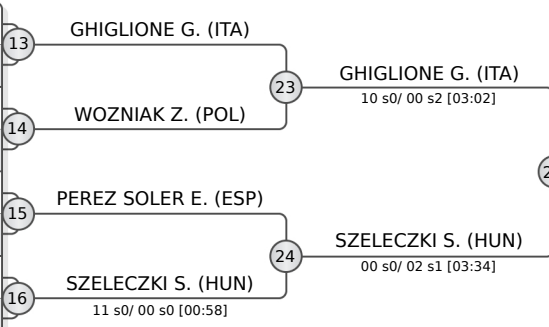 GHIGLIONE G. (ITA)
13
23
GHIGLIONE G. (ITA)
10 s0/ 00 s2 [03:02]
WOZNIAK Z. (POL)
14
PEREZ SOLER E. (ESP)
15
24
SZELECZKI S. (HUN)
00 s0/ 02 s1 [03:34]
SZELECZKI S. (HUN)
16
11 s0/ 00 s0 [00:58]